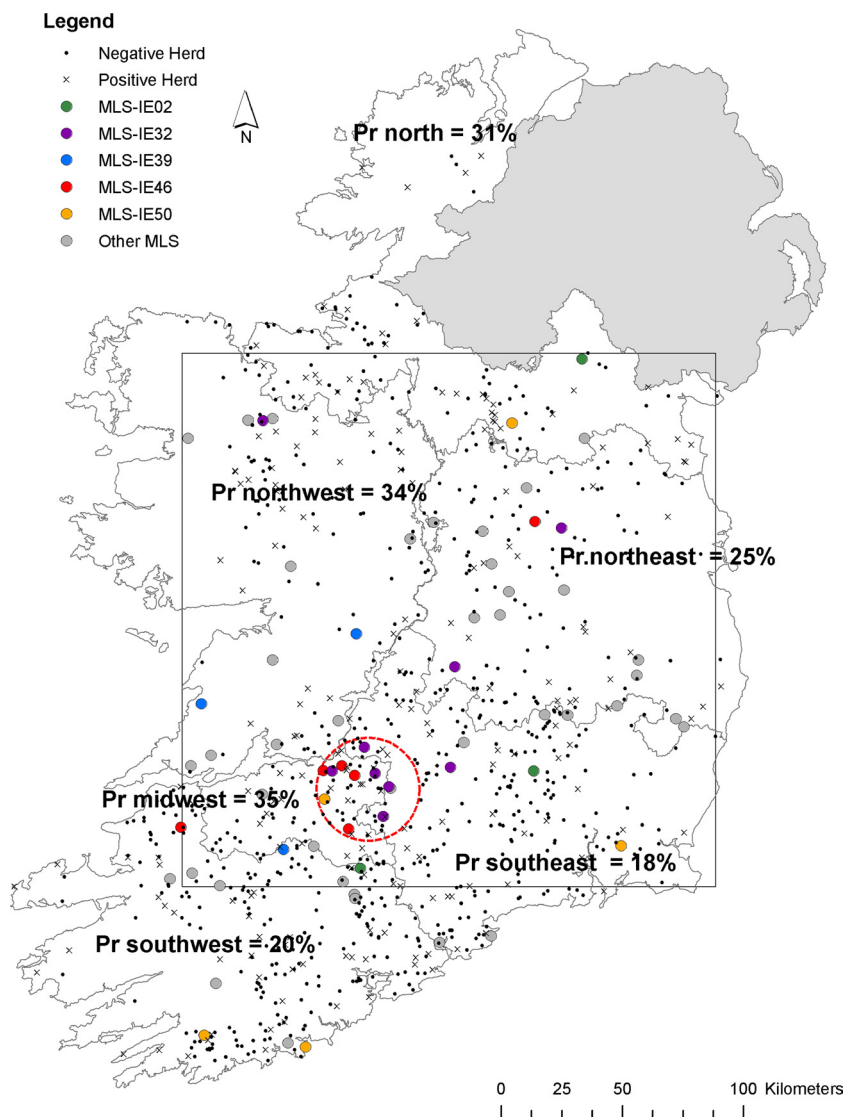 Legend
Negative Herd
Positive Herd
MLS-IE02
MLS-IE32
MLS-IE39
MLS-IE46
MLS-IE50
Other MLS
N
Pr north = 31%
Pr northwest = 34%
Pr.northeast = 25%
Pr midwest = 35%
Pr southeast = 18%
Pr southwest = 20%
0 25 50 100 Kilometers